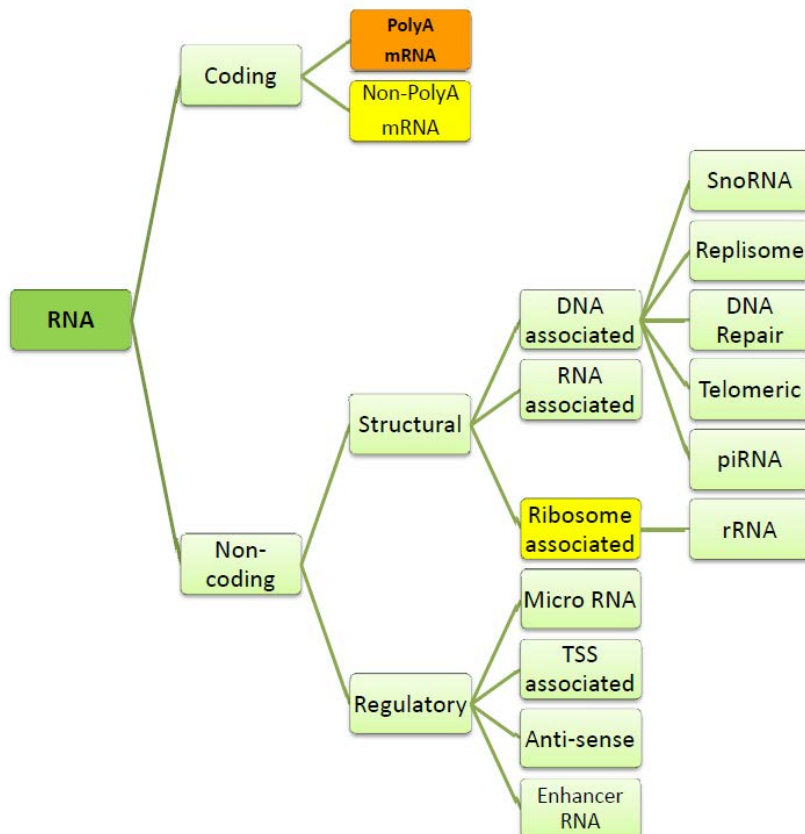 RNA
Coding
PolyA
mRNA
Non-PolyA
mRNA
Non-
coding
Structural
DNA
associated
SnoRNA
Replisome
DNA
Repair
Telomeric
piRNA
RNA
associated
Ribosome
associated
rRNA
Regulatory
Micro RNA
TSS
associated
Anti-sense
Enhancer
RNA